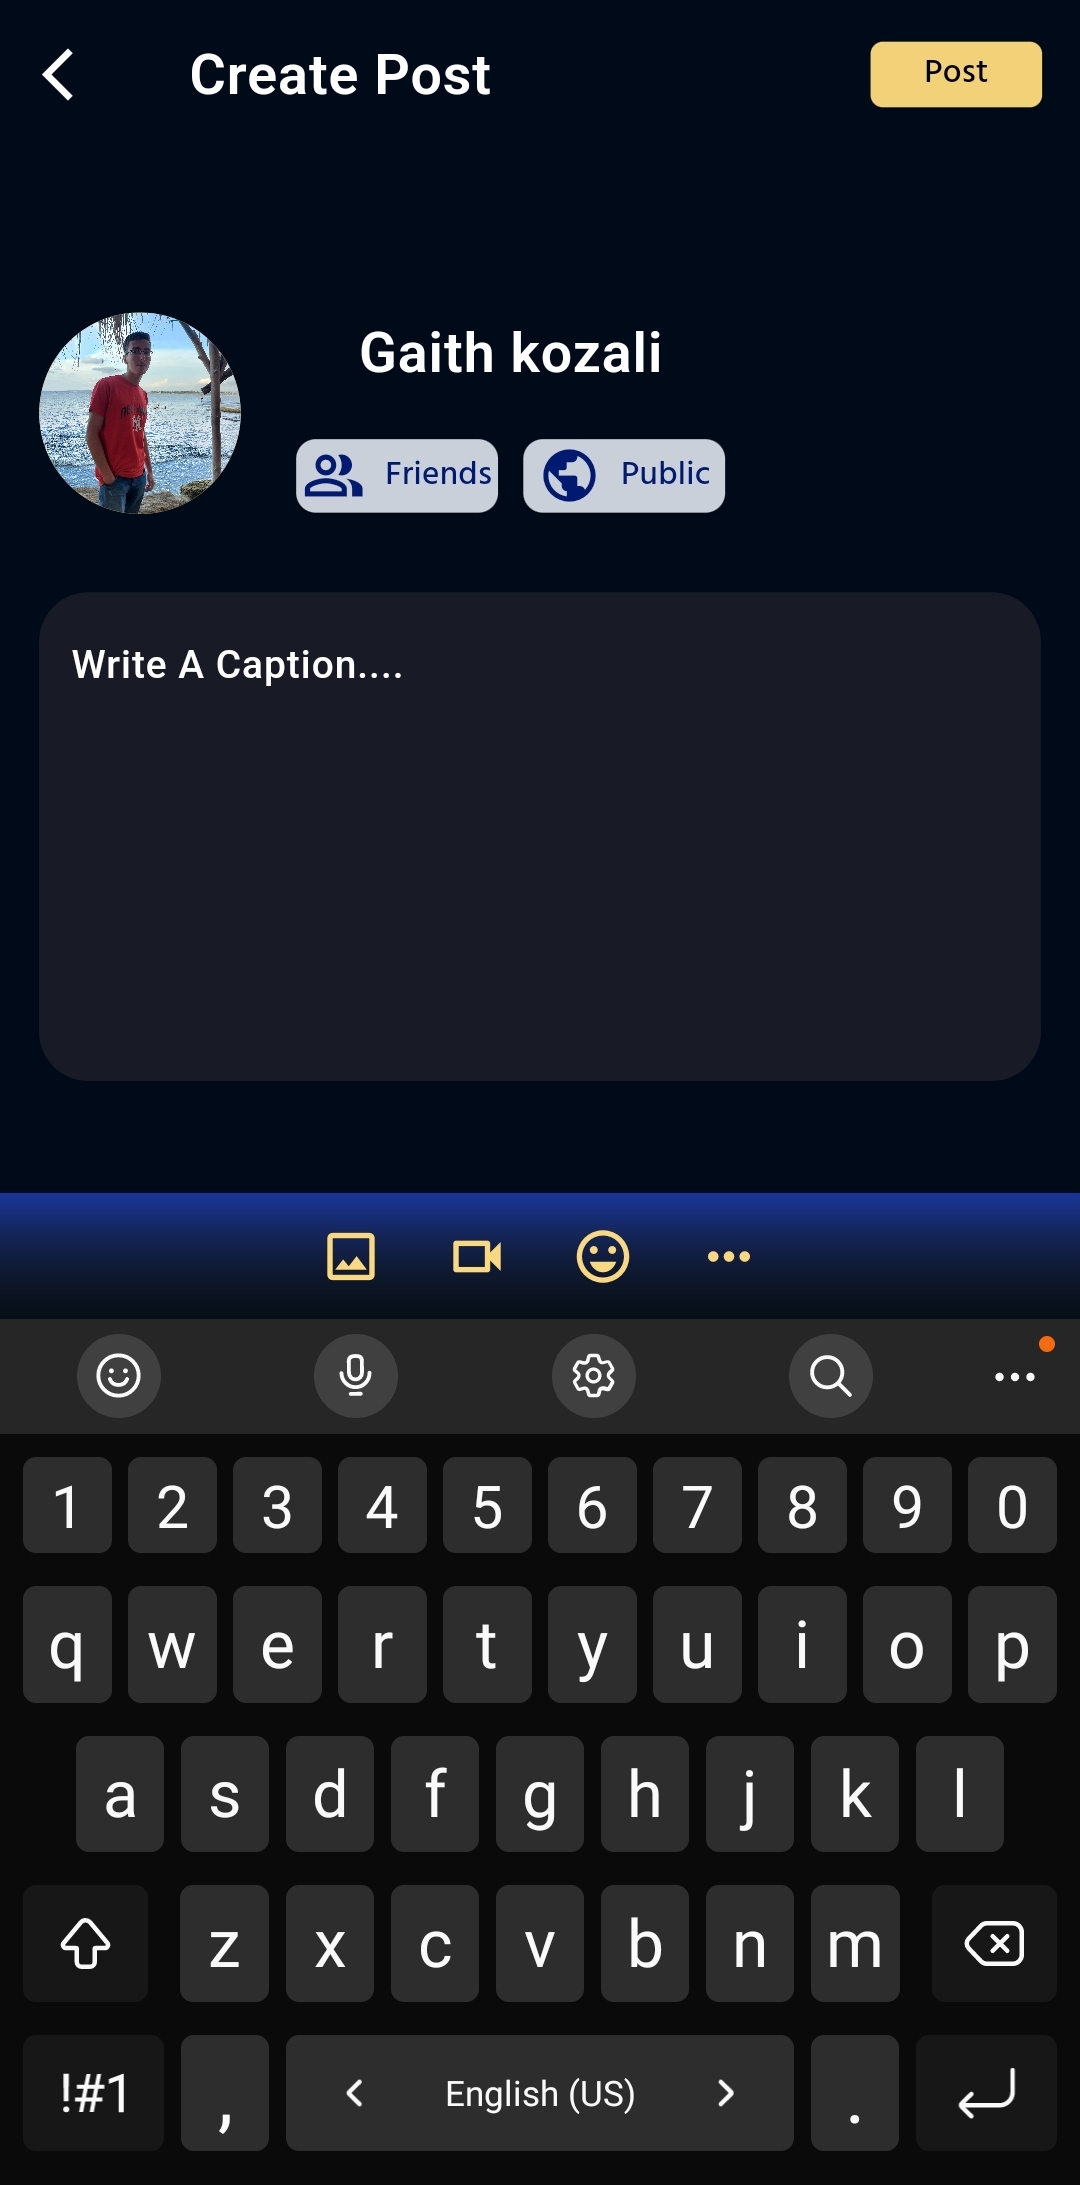 Create Post
Post
Gaith kozali
Friends
Public
Write A Caption....
1 2 3 4 5 6 7 8 9 0
q w e r t y u i o p
a s d f g h j k l
z x c v b n m
!#1 , English (US) .